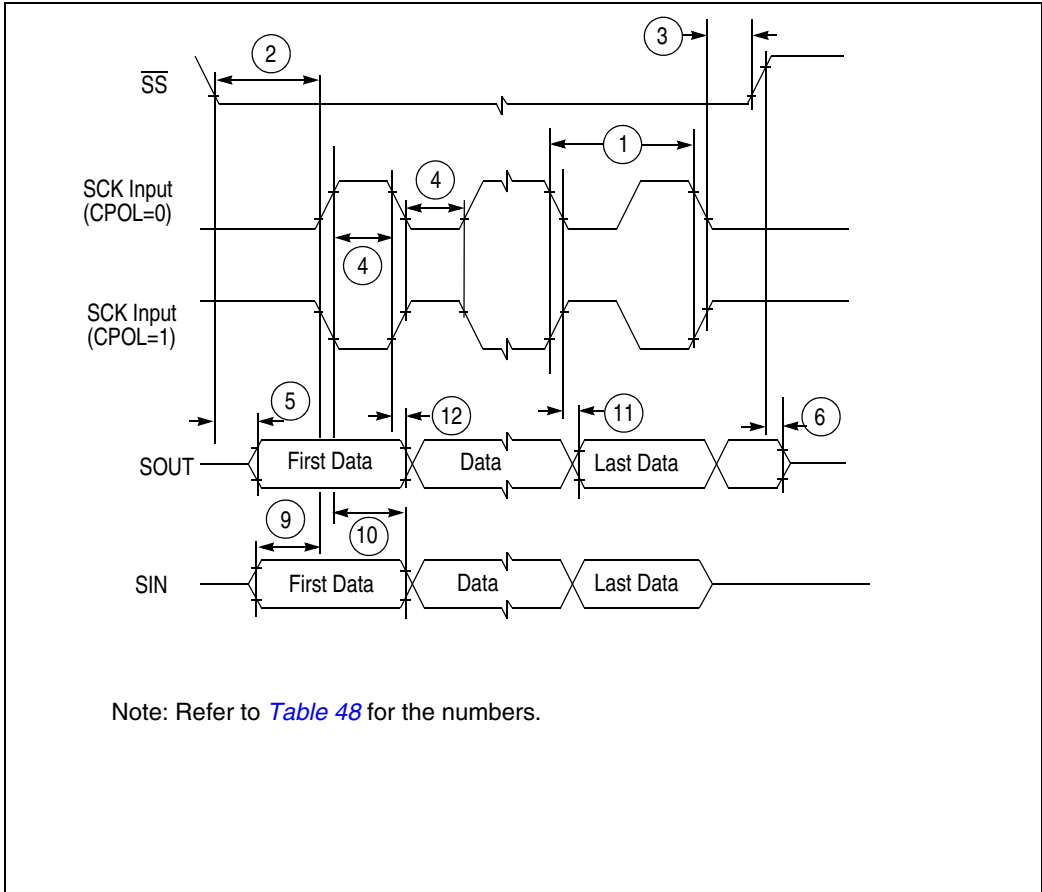 3
2
SS
1
SCK Input
(CPOL=0)
4
4
SCK Input
(CPOL=1)
5
12
11
6
SOUT
First Data
Data
Last Data
9
10
SIN
First Data
Data
Last Data
Note: Refer to Table 48 for the numbers.